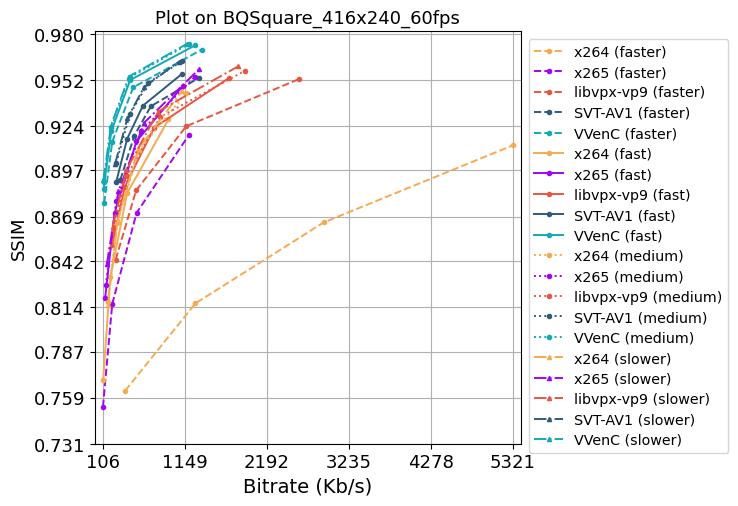 Plot on BQSquare_416x240_60fps
SSIM
0.980
0.952
0.924
0.897
0.869
0.842
0.814
0.787
0.759
0.731
106 1149 2192 3235 4278 5321
Bitrate (Kb/s)
x264 (faster)
x265 (faster)
libvpx-vp9 (faster)
SVT-AV1 (faster)
VVenC (faster)
x264 (fast)
x265 (fast)
libvpx-vp9 (fast)
SVT-AV1 (fast)
VVenC (fast)
x264 (medium)
x265 (medium)
libvpx-vp9 (medium)
SVT-AV1 (medium)
VVenC (medium)
x264 (slower)
x265 (slower)
libvpx-vp9 (slower)
SVT-AV1 (slower)
VVenC (slower)